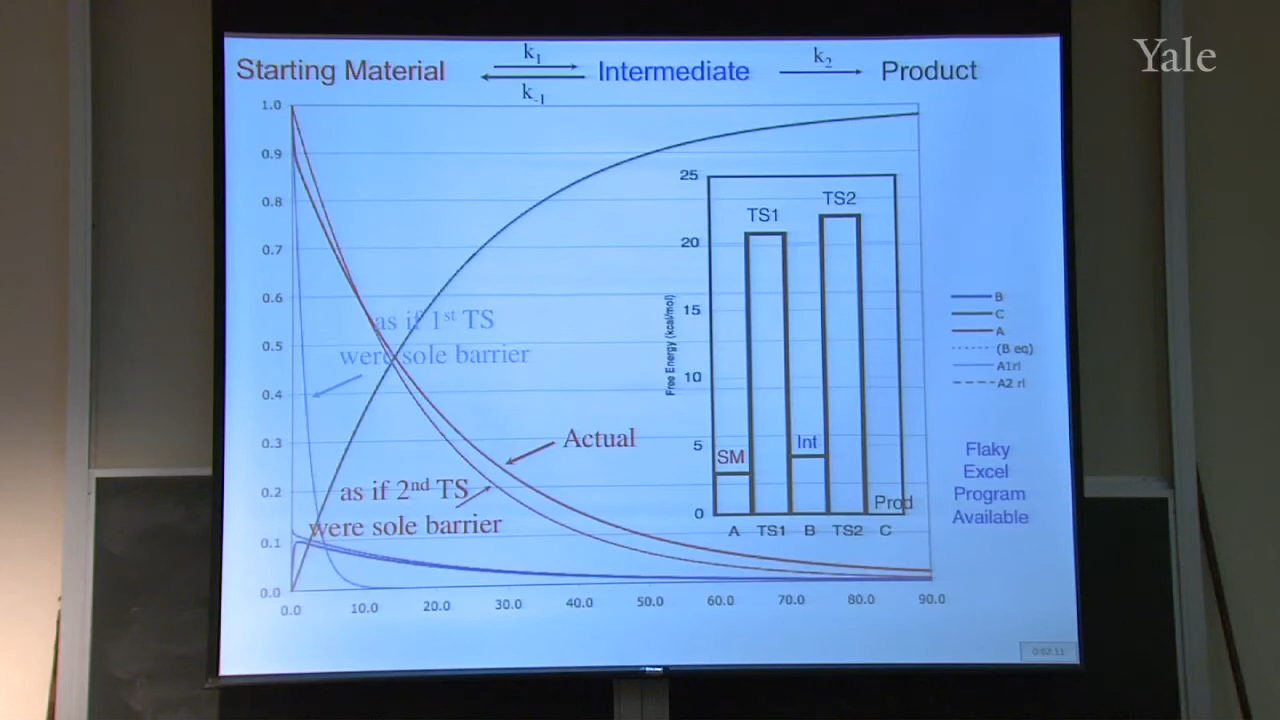 Yale
k₁
k₂
Starting Material
Intermediate
Product
k₋₁
1.0
0.9
0.8
0.7
0.6
0.5
0.4
0.3
0.2
0.1
0.0
0.0 10.0 20.0 30.0 40.0 50.0 60.0 70.0 80.0 90.0
as if 1st TS
were sole barrier
Actual
as if 2nd TS
were sole barrier
Free Energy (kcal/mol)
25
20
15
10
5
0
TS1
TS2
SM
Int
Prod
A TS1 B TS2 C
B
C
A
(B eq)
A1rl
A2 rl
Flaky
Excel
Program
Available
0:52:11